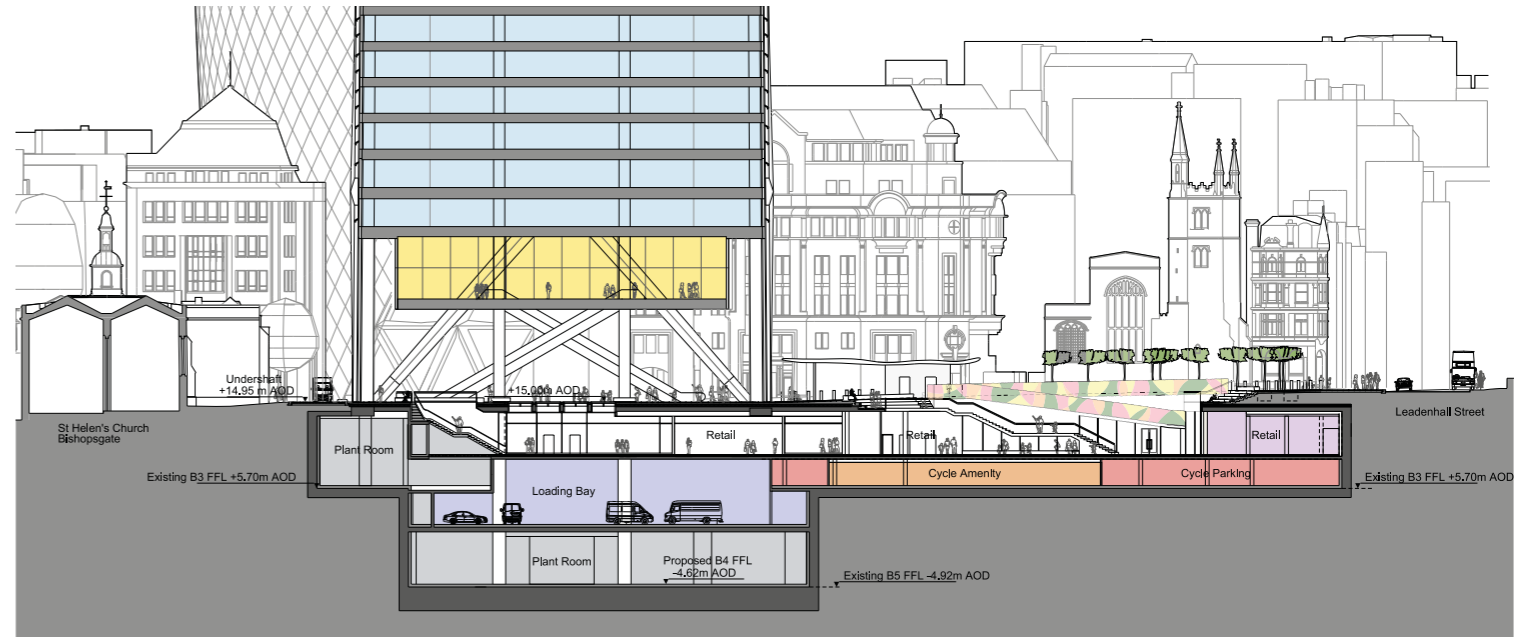 Undershaft
+14.95 m AOD
+15.000m AOD
St Helen's Church
Bishopsgate
Leadenhall Street
Plant Room
Retail
Retail
Retail
Existing B3 FFL +5.70m AOD
Loading Bay
Cycle Amenity
Cycle Parking
Existing B3 FFL +5.70m AOD
Plant Room
Proposed B4 FFL
-4.62m AOD
Existing B5 FFL -4.92m AOD